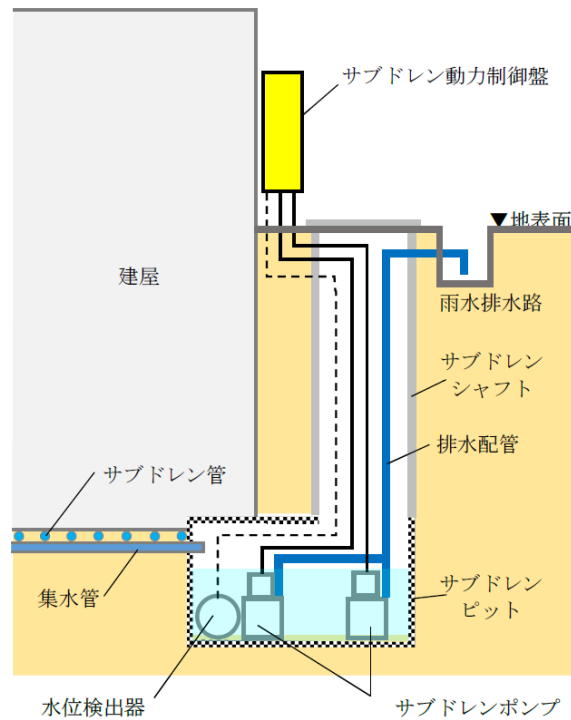 サブドレン動力制御盤
▼地表面
建屋
雨水排水路
サブドレン
シャフト
排水配管
サブドレン管
集水管
サブドレン
ピット
水位検出器
サブドレンポンプ